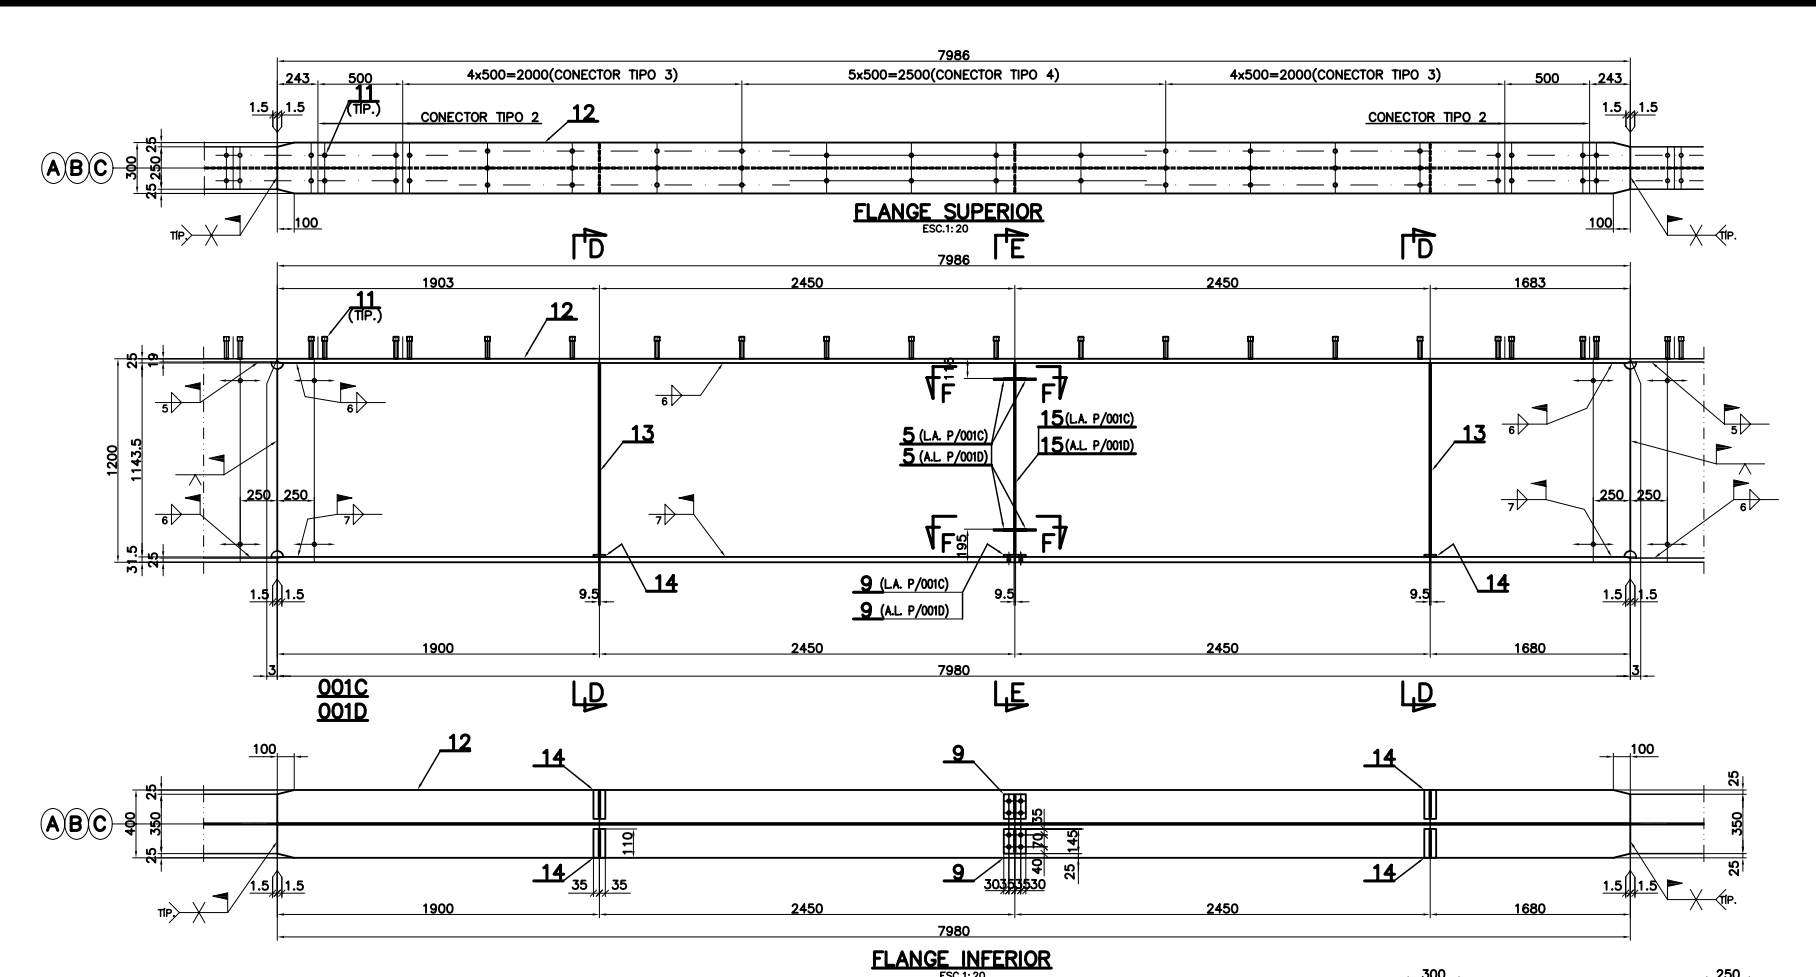 7986
243 500 4x500=2000(CONECTOR TIPO 3) 5x500=2500(CONECTOR TIPO 4) 4x500=2000(CONECTOR TIPO 3) 500 243
11
(TIP.)
1.5 1.5 CONECTOR TIPO 2 12 CONECTOR TIPO 2 1.5 1.5
A B C 300 25 250 25
FLANGE SUPERIOR
ESC.1:20
TIP. 100 100 TIP.
D E D
7986
1903 2450 2450 1683
11
(TIP.)
12
25 19 115
F F
5 6 6 6 5
15 (L.A. P/001C)
15 (A.L. P/001D)
13 5 (L.A. P/001C) 13
5 (A.L. P/001D)
1200 1143.5
250 250 250 250
6 7 7 7 6
F F
195
31.5 25
14 9 (L.A. P/001C) 14
9 (A.L. P/001D)
1.5 1.5 9.5 9.5 9.5 1.5 1.5
1900 2450 2450 1680
3 7980 3
001C
001D
D E D
100 12 14 9 14 100
A B C 400 25 350 25
110 35 70 40 145 25
25 350 25
14 9 14
1.5 1.5 35 35 30 35 35 30 1.5 1.5
TIP. TIP.
1900 2450 2450 1680
7980
FLANGE INFERIOR
ESC.1:20
300 250